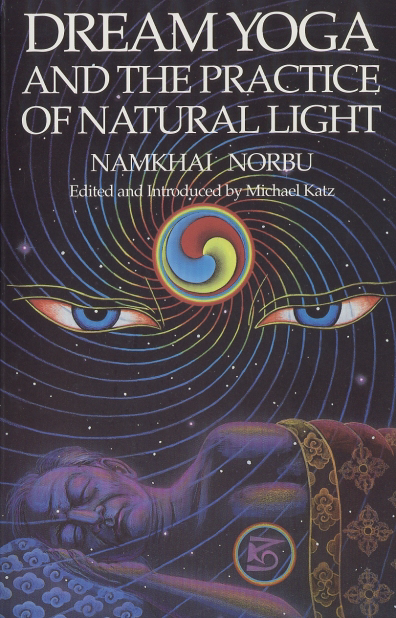 DREAM YOGA
AND THE PRACTICE
OF NATURAL LIGHT
NAMKHAI NORBU
Edited and Introduced by Michael Katz